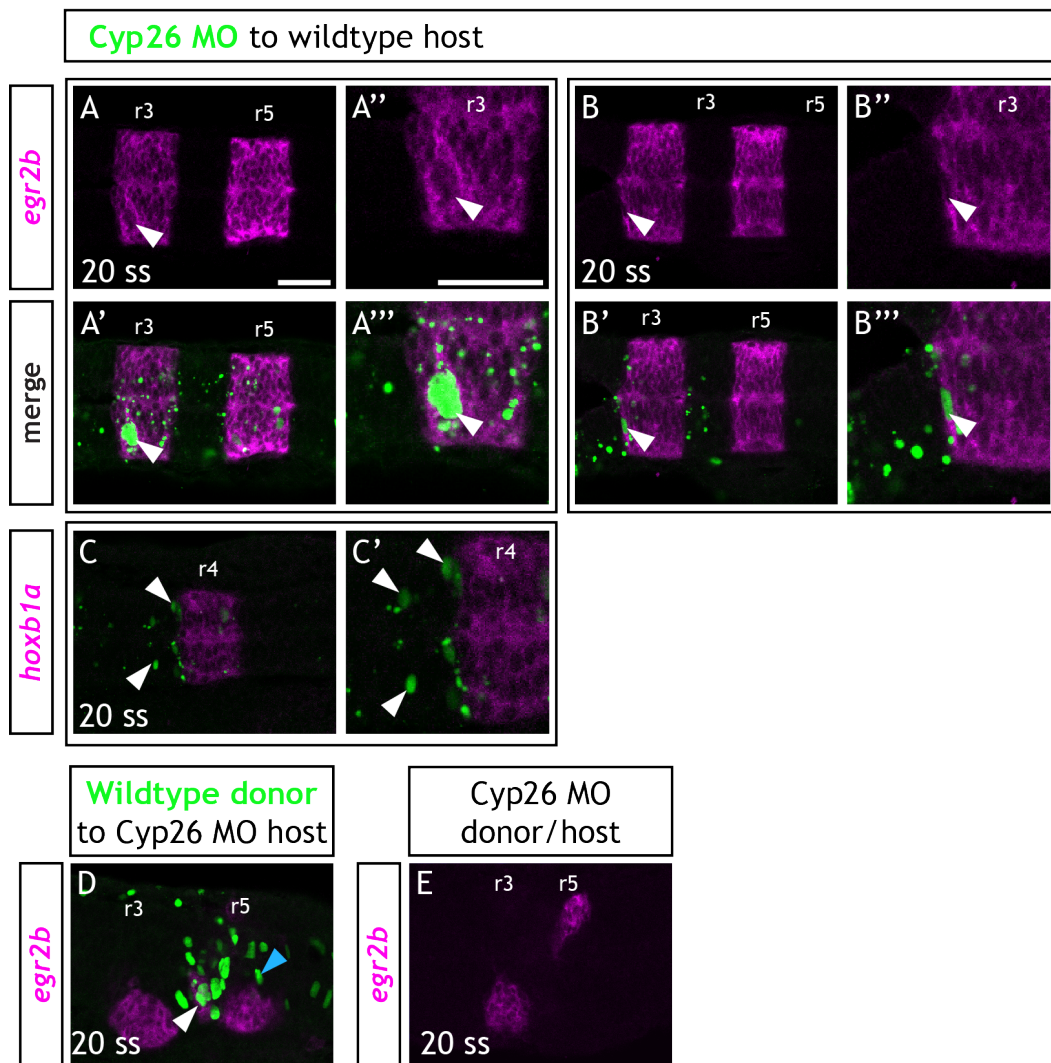 Cyp26 MO to wildtype host
egr2b
A r3 r5 20 ss
A’’ r3
B r3 r5 20 ss
B’’ r3
merge
A’ r3 r5
A’’’
B’ r3 r5
B’’’
hoxb1a
C r4 20 ss
C’ r4
Wildtype donor
to Cyp26 MO host
Cyp26 MO
donor/host
egr2b
D r3 r5 20 ss
egr2b
E r3 r5 20 ss